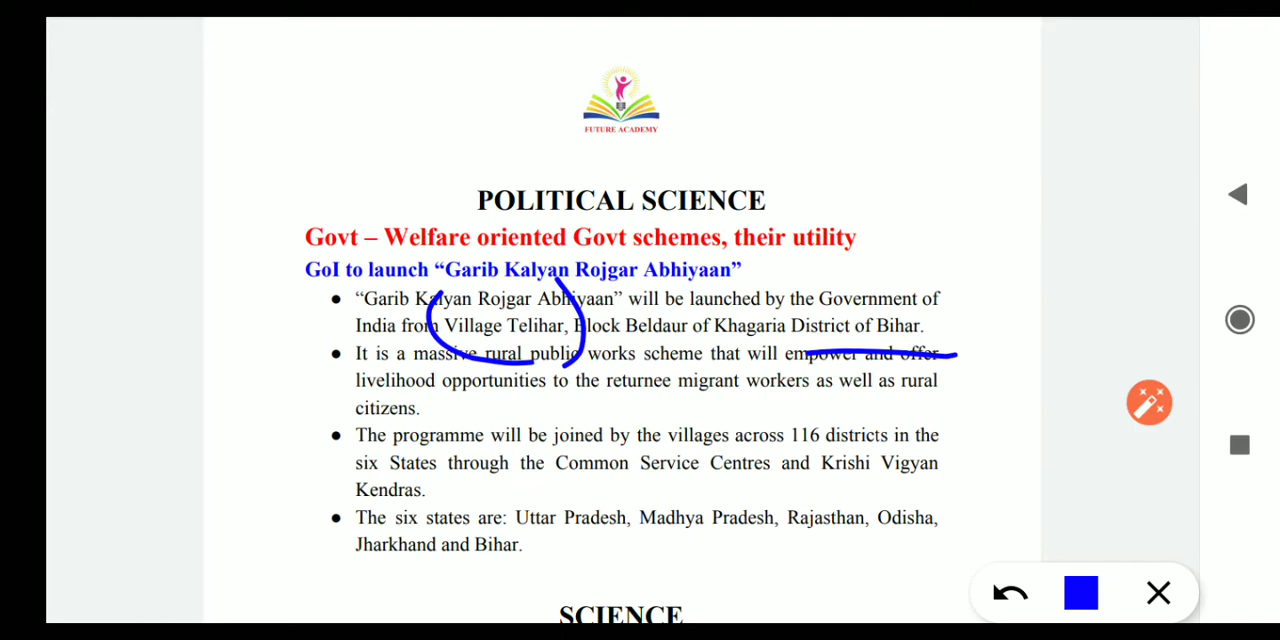 FUTURE ACADEMY
POLITICAL SCIENCE
Govt – Welfare oriented Govt schemes, their utility
GoI to launch “Garib Kalyan Rojgar Abhiyaan”
● “Garib Kalyan Rojgar Abhiyaan” will be launched by the Government of
India from Village Telihar, Block Beldaur of Khagaria District of Bihar.
● It is a massive rural public works scheme that will empower and offer
livelihood opportunities to the returnee migrant workers as well as rural
citizens.
● The programme will be joined by the villages across 116 districts in the
six States through the Common Service Centres and Krishi Vigyan
Kendras.
● The six states are: Uttar Pradesh, Madhya Pradesh, Rajasthan, Odisha,
Jharkhand and Bihar.
SCIENCE